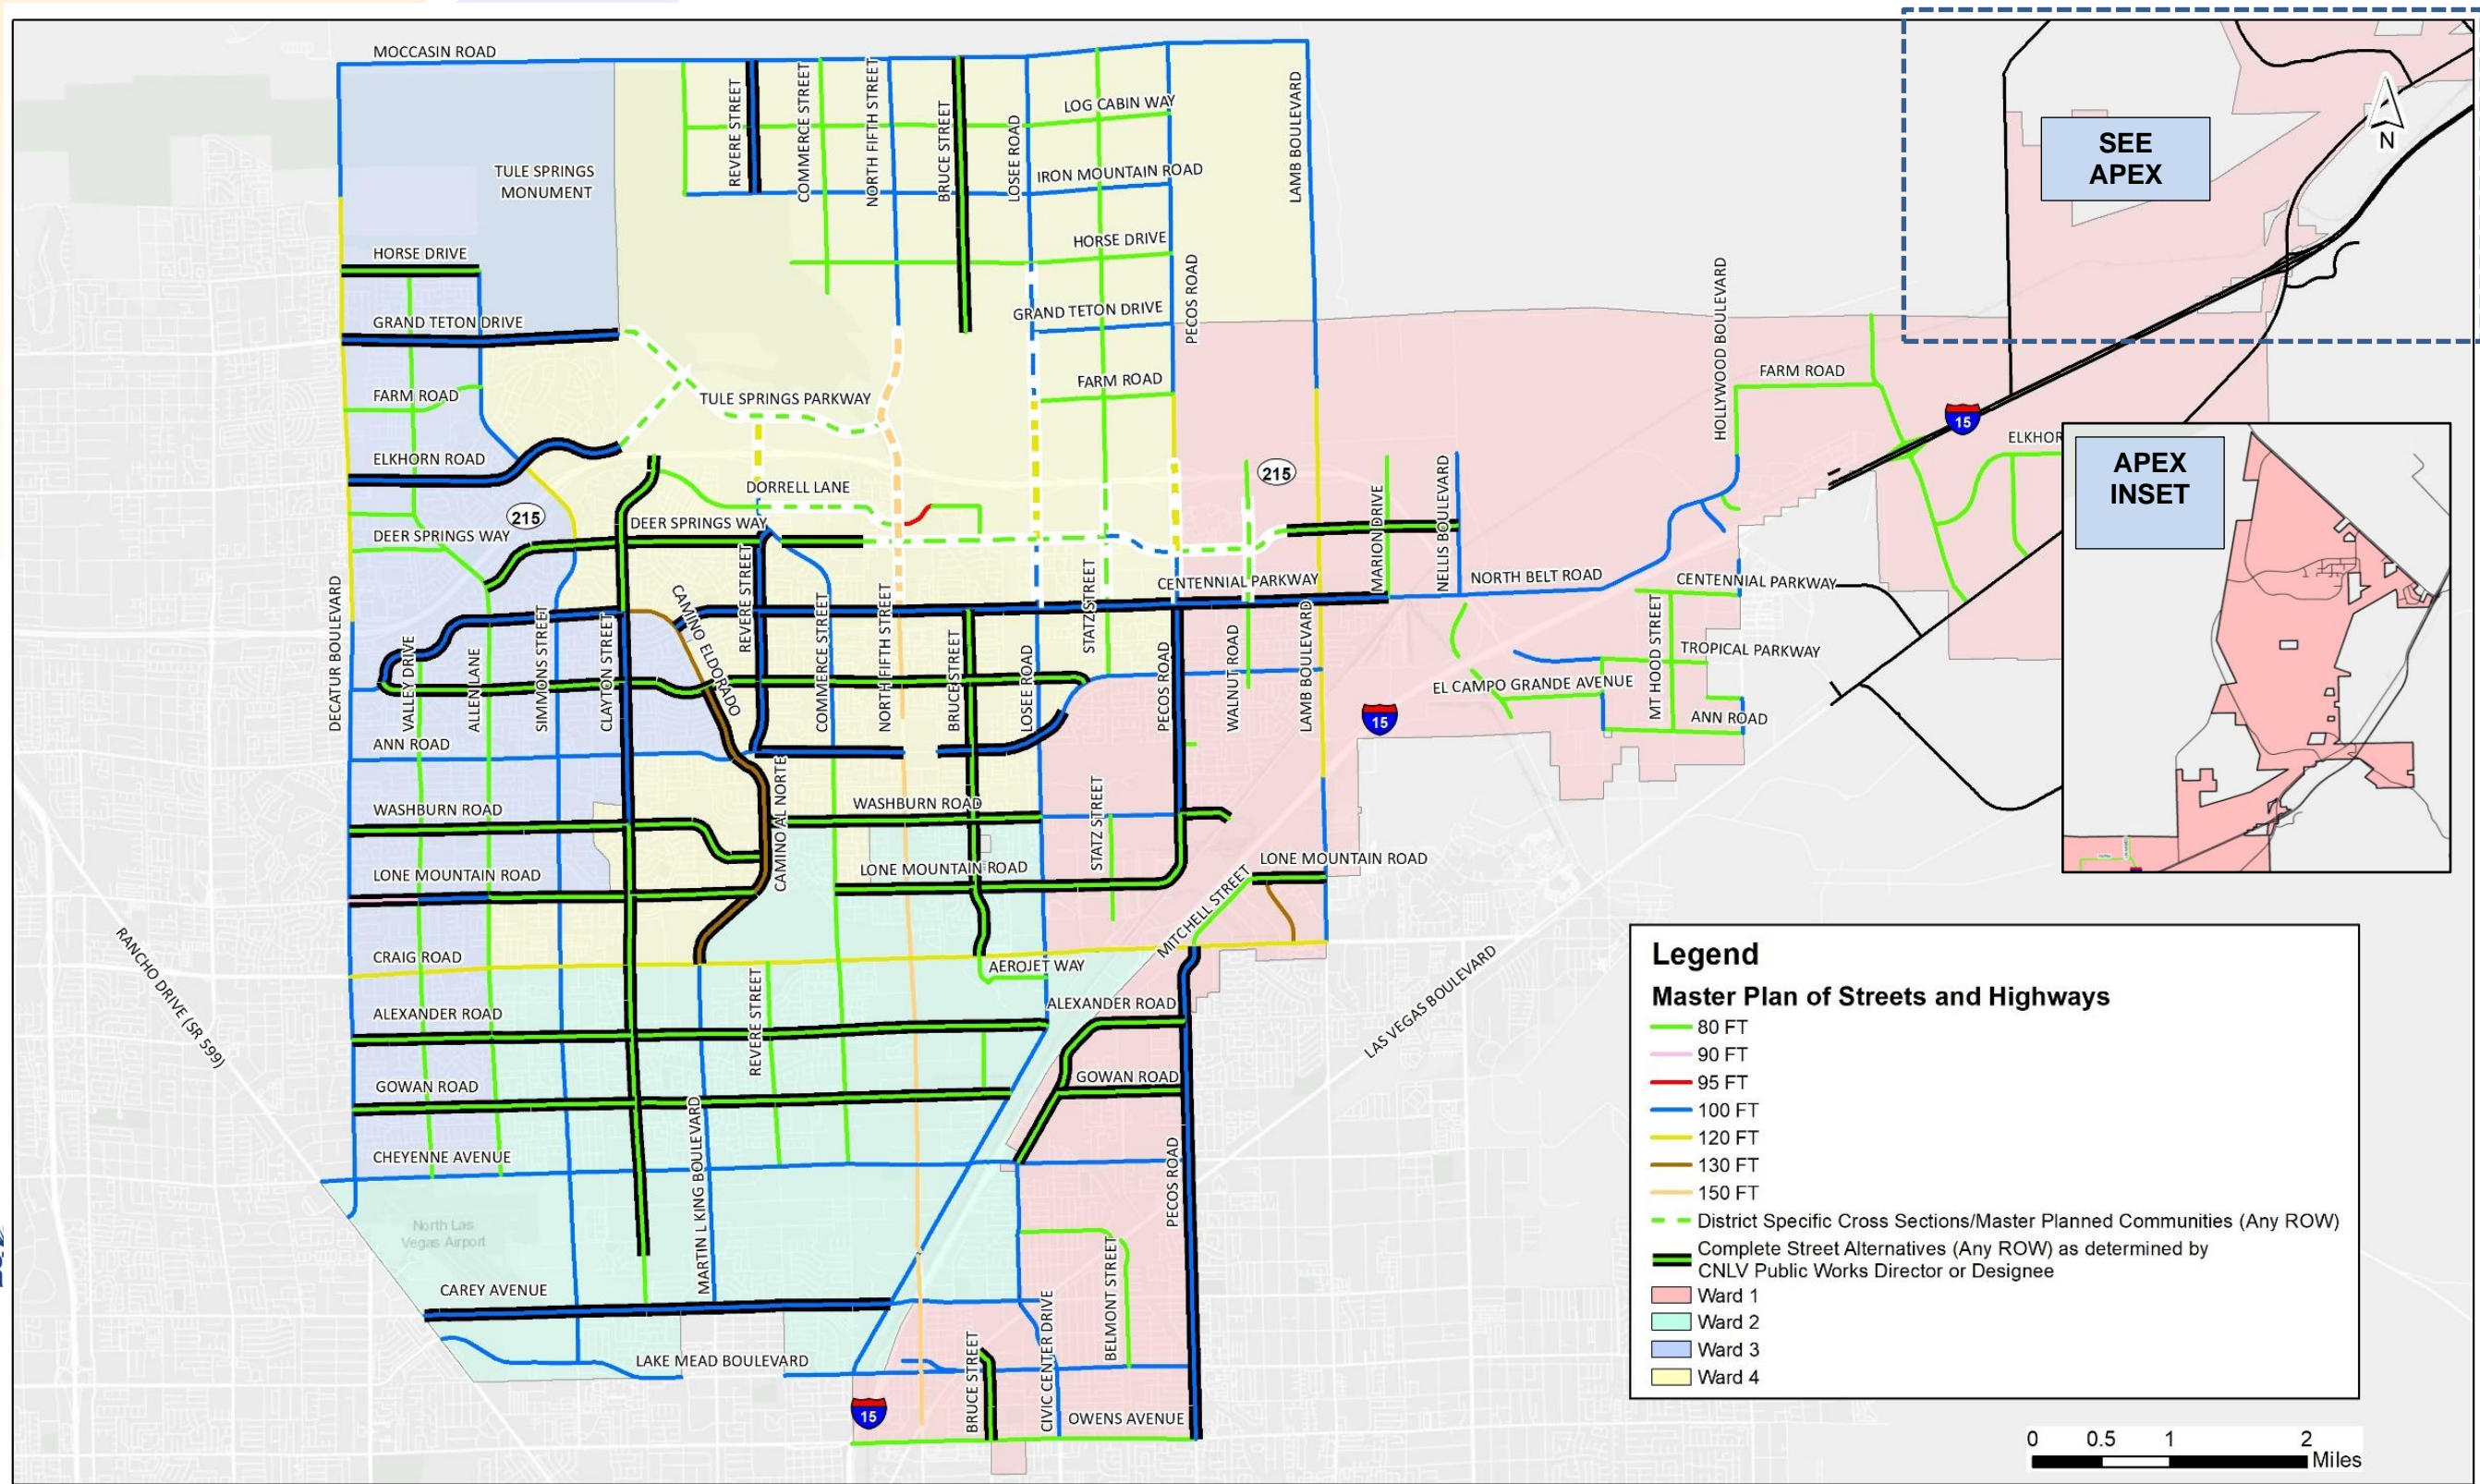 MOCCASIN ROAD
REVERE STREET
COMMERCE STREET
NORTH FIFTH STREET
BRUCE STREET
LOSEE ROAD
LOG CABIN WAY
LAMB BOULEVARD
IRON MOUNTAIN ROAD
TULE SPRINGS
MONUMENT
SEE
APEX
N
HORSE DRIVE
HORSE DRIVE
PECOS ROAD
HOLLYWOOD BOULEVARD
GRAND TETON DRIVE
GRAND TETON DRIVE
FARM ROAD
FARM ROAD
FARM ROAD
TULE SPRINGS PARKWAY
15
ELKHORN ROAD
ELKHOR
APEX
INSET
215
DORRELL LANE
215
DEER SPRINGS WAY
DEER SPRINGS WAY
MARION DRIVE
NELLIS BOULEVARD
DECATUR BOULEVARD
VALLEY DRIVE
ALLEN LANE
SIMMONS STREET
CLAYTON STREET
CAMINO ELDORADO
REVERE STREET
COMMERCE STREET
NORTH FIFTH STREET
BRUCE STREET
LOSEE ROAD
STATZ STREET
CENTENNIAL PARKWAY
PECOS ROAD
WALNUT ROAD
LAMB BOULEVARD
NORTH BELT ROAD
CENTENNIAL PARKWAY
MT HOOD STREET
TROPICAL PARKWAY
EL CAMPO GRANDE AVENUE
ANN ROAD
15
ANN ROAD
CAMINO AL NORTE
WASHBURN ROAD
WASHBURN ROAD
STATZ STREET
LONE MOUNTAIN ROAD
LONE MOUNTAIN ROAD
LONE MOUNTAIN ROAD
MITCHELL STREET
RANCHO DRIVE (SR 599)
CRAIG ROAD
AEROJET WAY
LAS VEGAS BOULEVARD
ALEXANDER ROAD
ALEXANDER ROAD
REVERE STREET
GOWAN ROAD
GOWAN ROAD
MARTIN L KING BOULEVARD
CHEYENNE AVENUE
PECOS ROAD
North Las
Vegas Airport
CAREY AVENUE
BELMONT STREET
CIVIC CENTER DRIVE
BRUCE STREET
LAKE MEAD BOULEVARD
15
OWENS AVENUE
Legend
Master Plan of Streets and Highways
80 FT
90 FT
95 FT
100 FT
120 FT
130 FT
150 FT
District Specific Cross Sections/Master Planned Communities (Any ROW)
Complete Street Alternatives (Any ROW) as determined by
CNLV Public Works Director or Designee
Ward 1
Ward 2
Ward 3
Ward 4
0 0.5 1 2
Miles